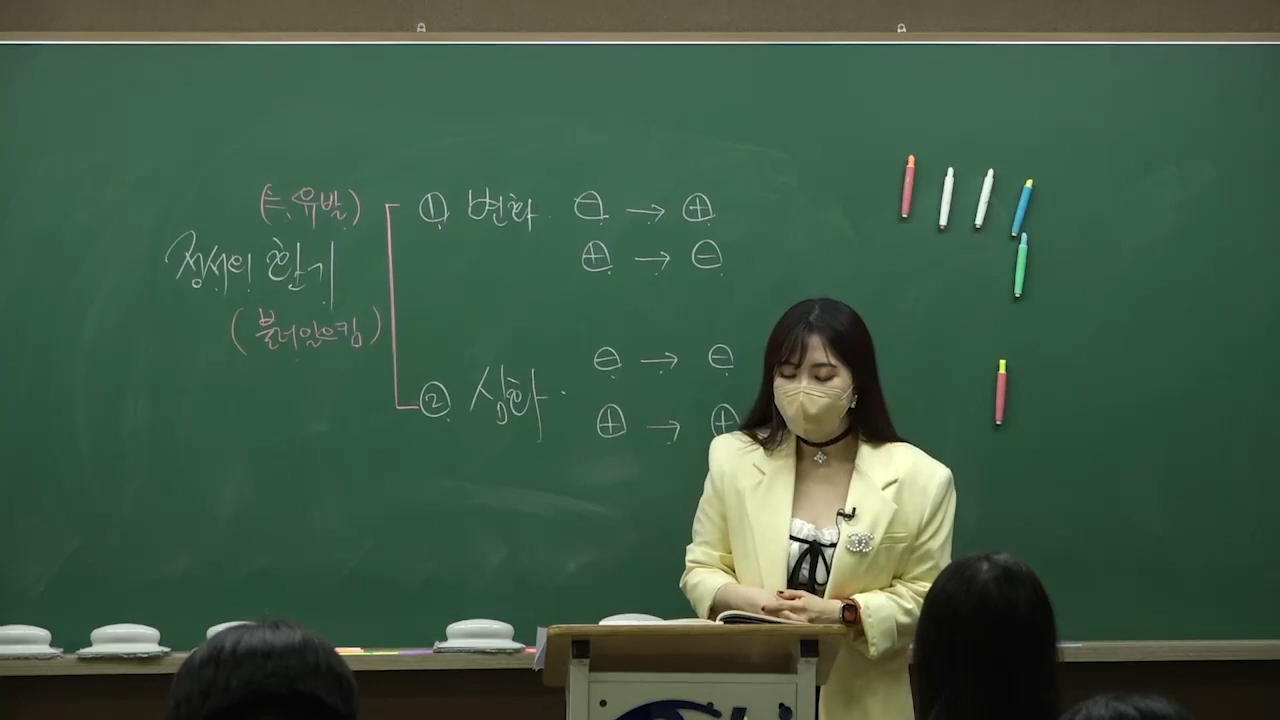 (=, 유발)
정서의 환기
(불러일으킴)
① 변화. ⊖ → ⊕
⊕ → ⊖
⊖ → ⊖
② 심화.
⊕ → ⊕